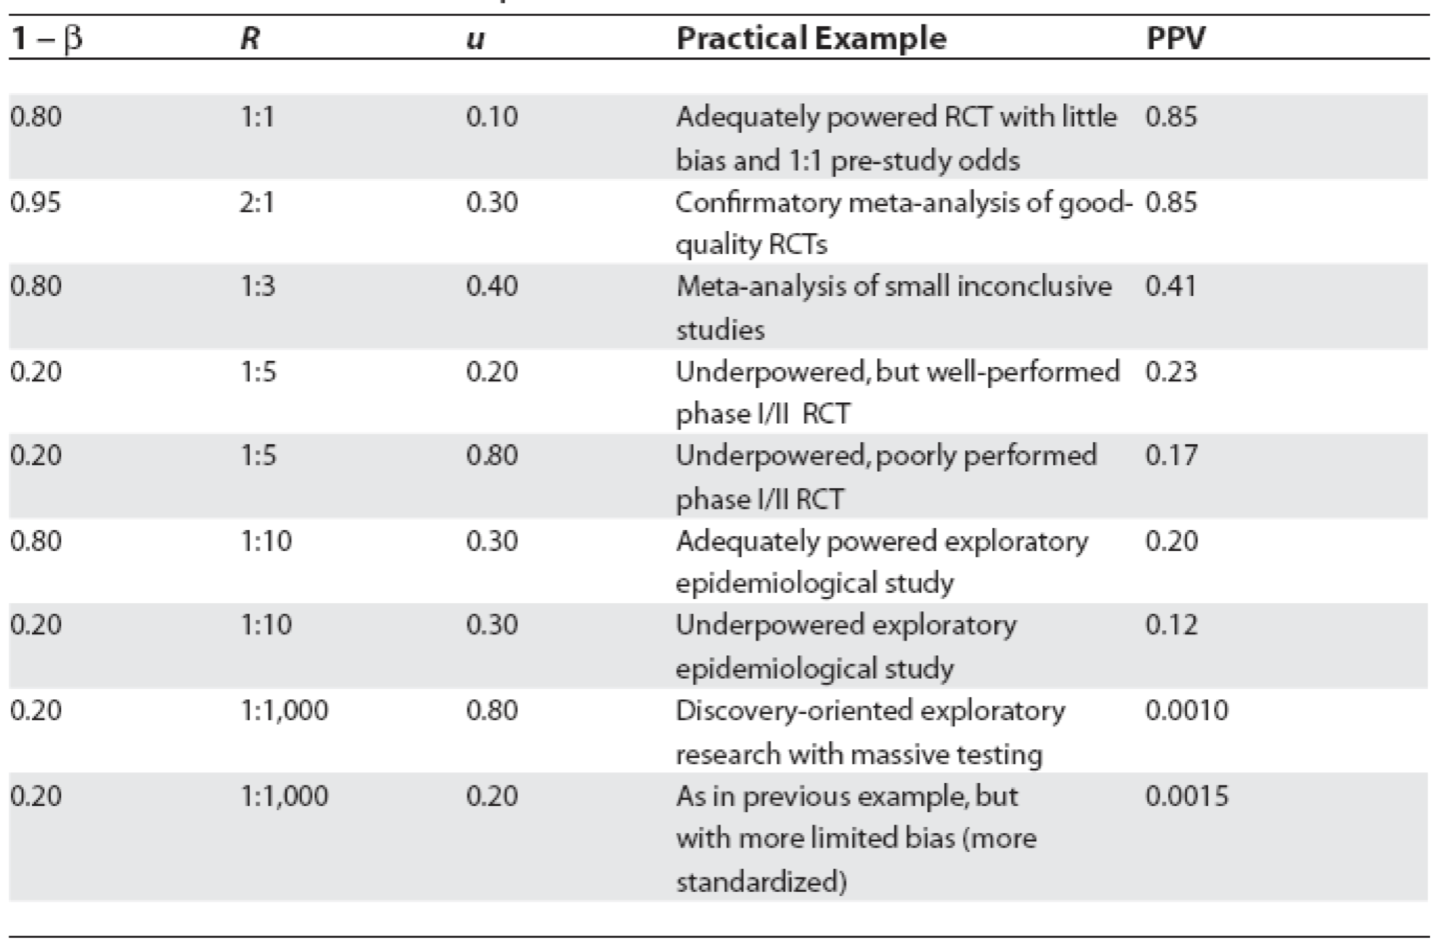 1 – β R u Practical Example PPV
0.80 1:1 0.10 Adequately powered RCT with little 0.85
bias and 1:1 pre-study odds
0.95 2:1 0.30 Confirmatory meta-analysis of good- 0.85
quality RCTs
0.80 1:3 0.40 Meta-analysis of small inconclusive 0.41
studies
0.20 1:5 0.20 Underpowered, but well-performed 0.23
phase I/II RCT
0.20 1:5 0.80 Underpowered, poorly performed 0.17
phase I/II RCT
0.80 1:10 0.30 Adequately powered exploratory 0.20
epidemiological study
0.20 1:10 0.30 Underpowered exploratory 0.12
epidemiological study
0.20 1:1,000 0.80 Discovery-oriented exploratory 0.0010
research with massive testing
0.20 1:1,000 0.20 As in previous example, but 0.0015
with more limited bias (more
standardized)